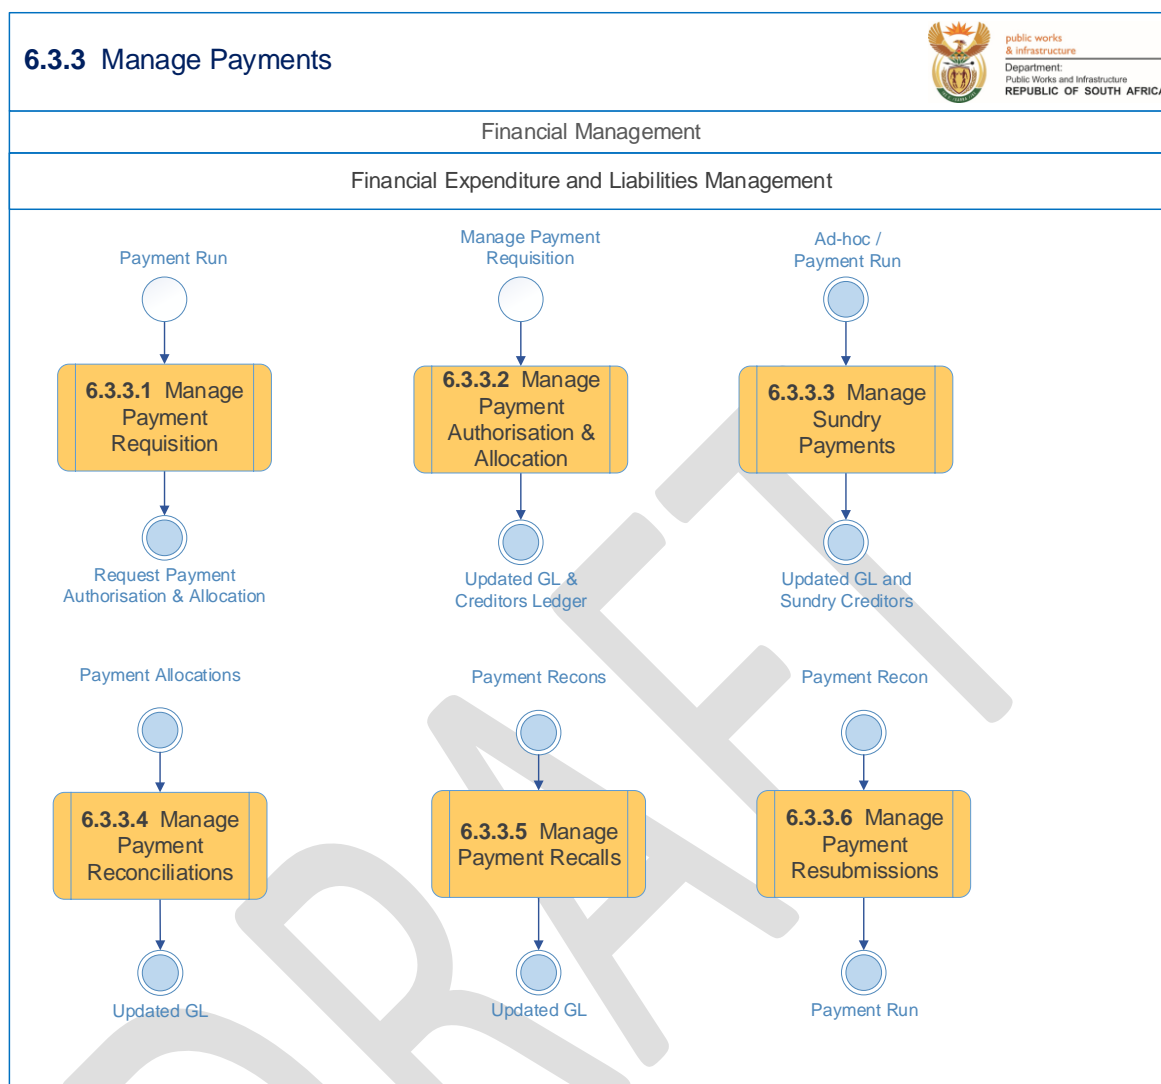 6.3.3 Manage Payments
public works
& infrastructure
Department:
Public Works and Infrastructure
REPUBLIC OF SOUTH AFRICA
Financial Management
Financial Expenditure and Liabilities Management
Payment Run
Manage Payment
Requisition
Ad-hoc /
Payment Run
6.3.3.1 Manage
Payment
Requisition
6.3.3.2 Manage
Payment
Authorisation &
Allocation
6.3.3.3 Manage
Sundry
Payments
Request Payment
Authorisation & Allocation
Updated GL &
Creditors Ledger
Updated GL and
Sundry Creditors
Payment Allocations
Payment Recons
Payment Recon
6.3.3.4 Manage
Payment
Reconciliations
6.3.3.5 Manage
Payment Recalls
6.3.3.6 Manage
Payment
Resubmissions
Updated GL
Updated GL
Payment Run
DRAFT